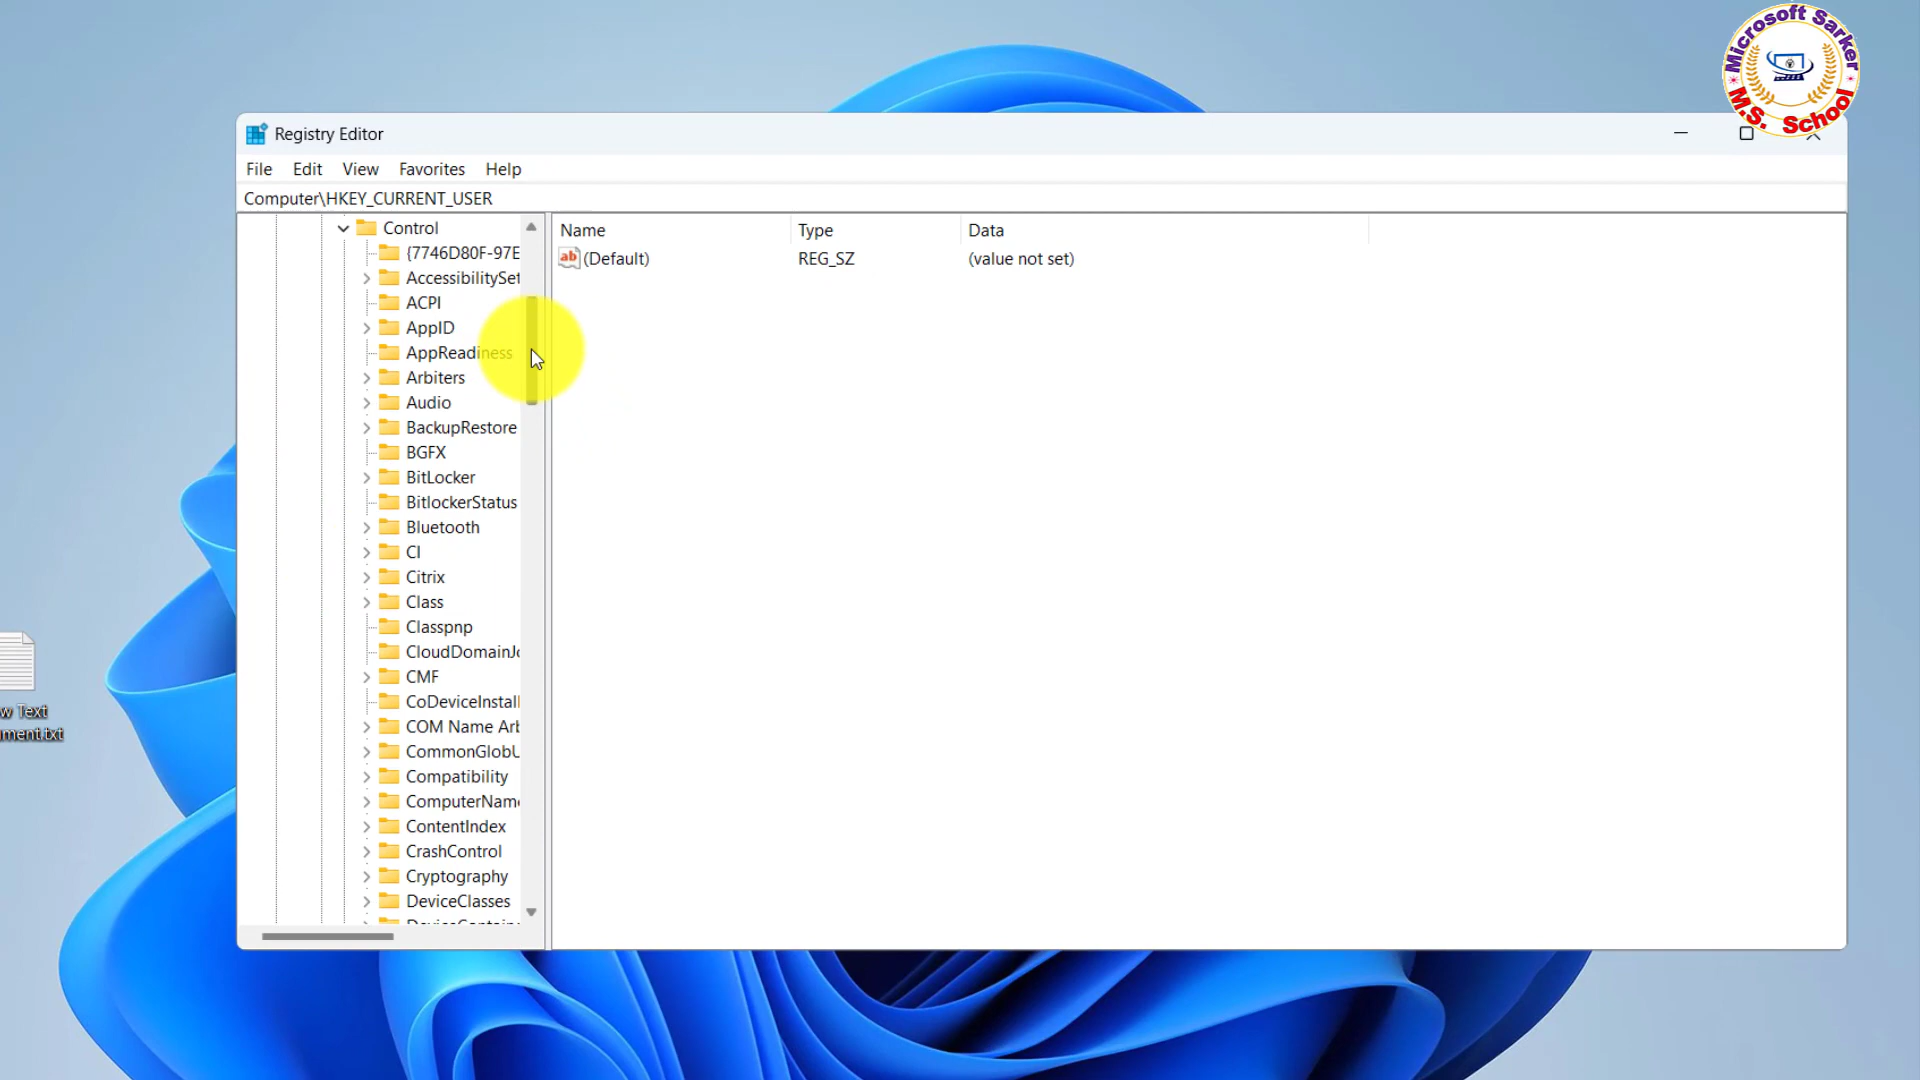 Microsoft Sarker
M.S. School
Registry Editor
File Edit View Favorites Help
Computer\HKEY_CURRENT_USER
Control
{7746D80F-97E
AccessibilitySet
ACPI
AppID
AppReadiness
Arbiters
Audio
BackupRestore
BGFX
BitLocker
BitlockerStatus
Bluetooth
CI
Citrix
Class
Classpnp
CloudDomainJo
CMF
CoDeviceInstall
COM Name Arb
CommonGlobU
Compatibility
ComputerName
ContentIndex
CrashControl
Cryptography
DeviceClasses
Name Type Data
(Default) REG_SZ (value not set)
w Text
ment.txt